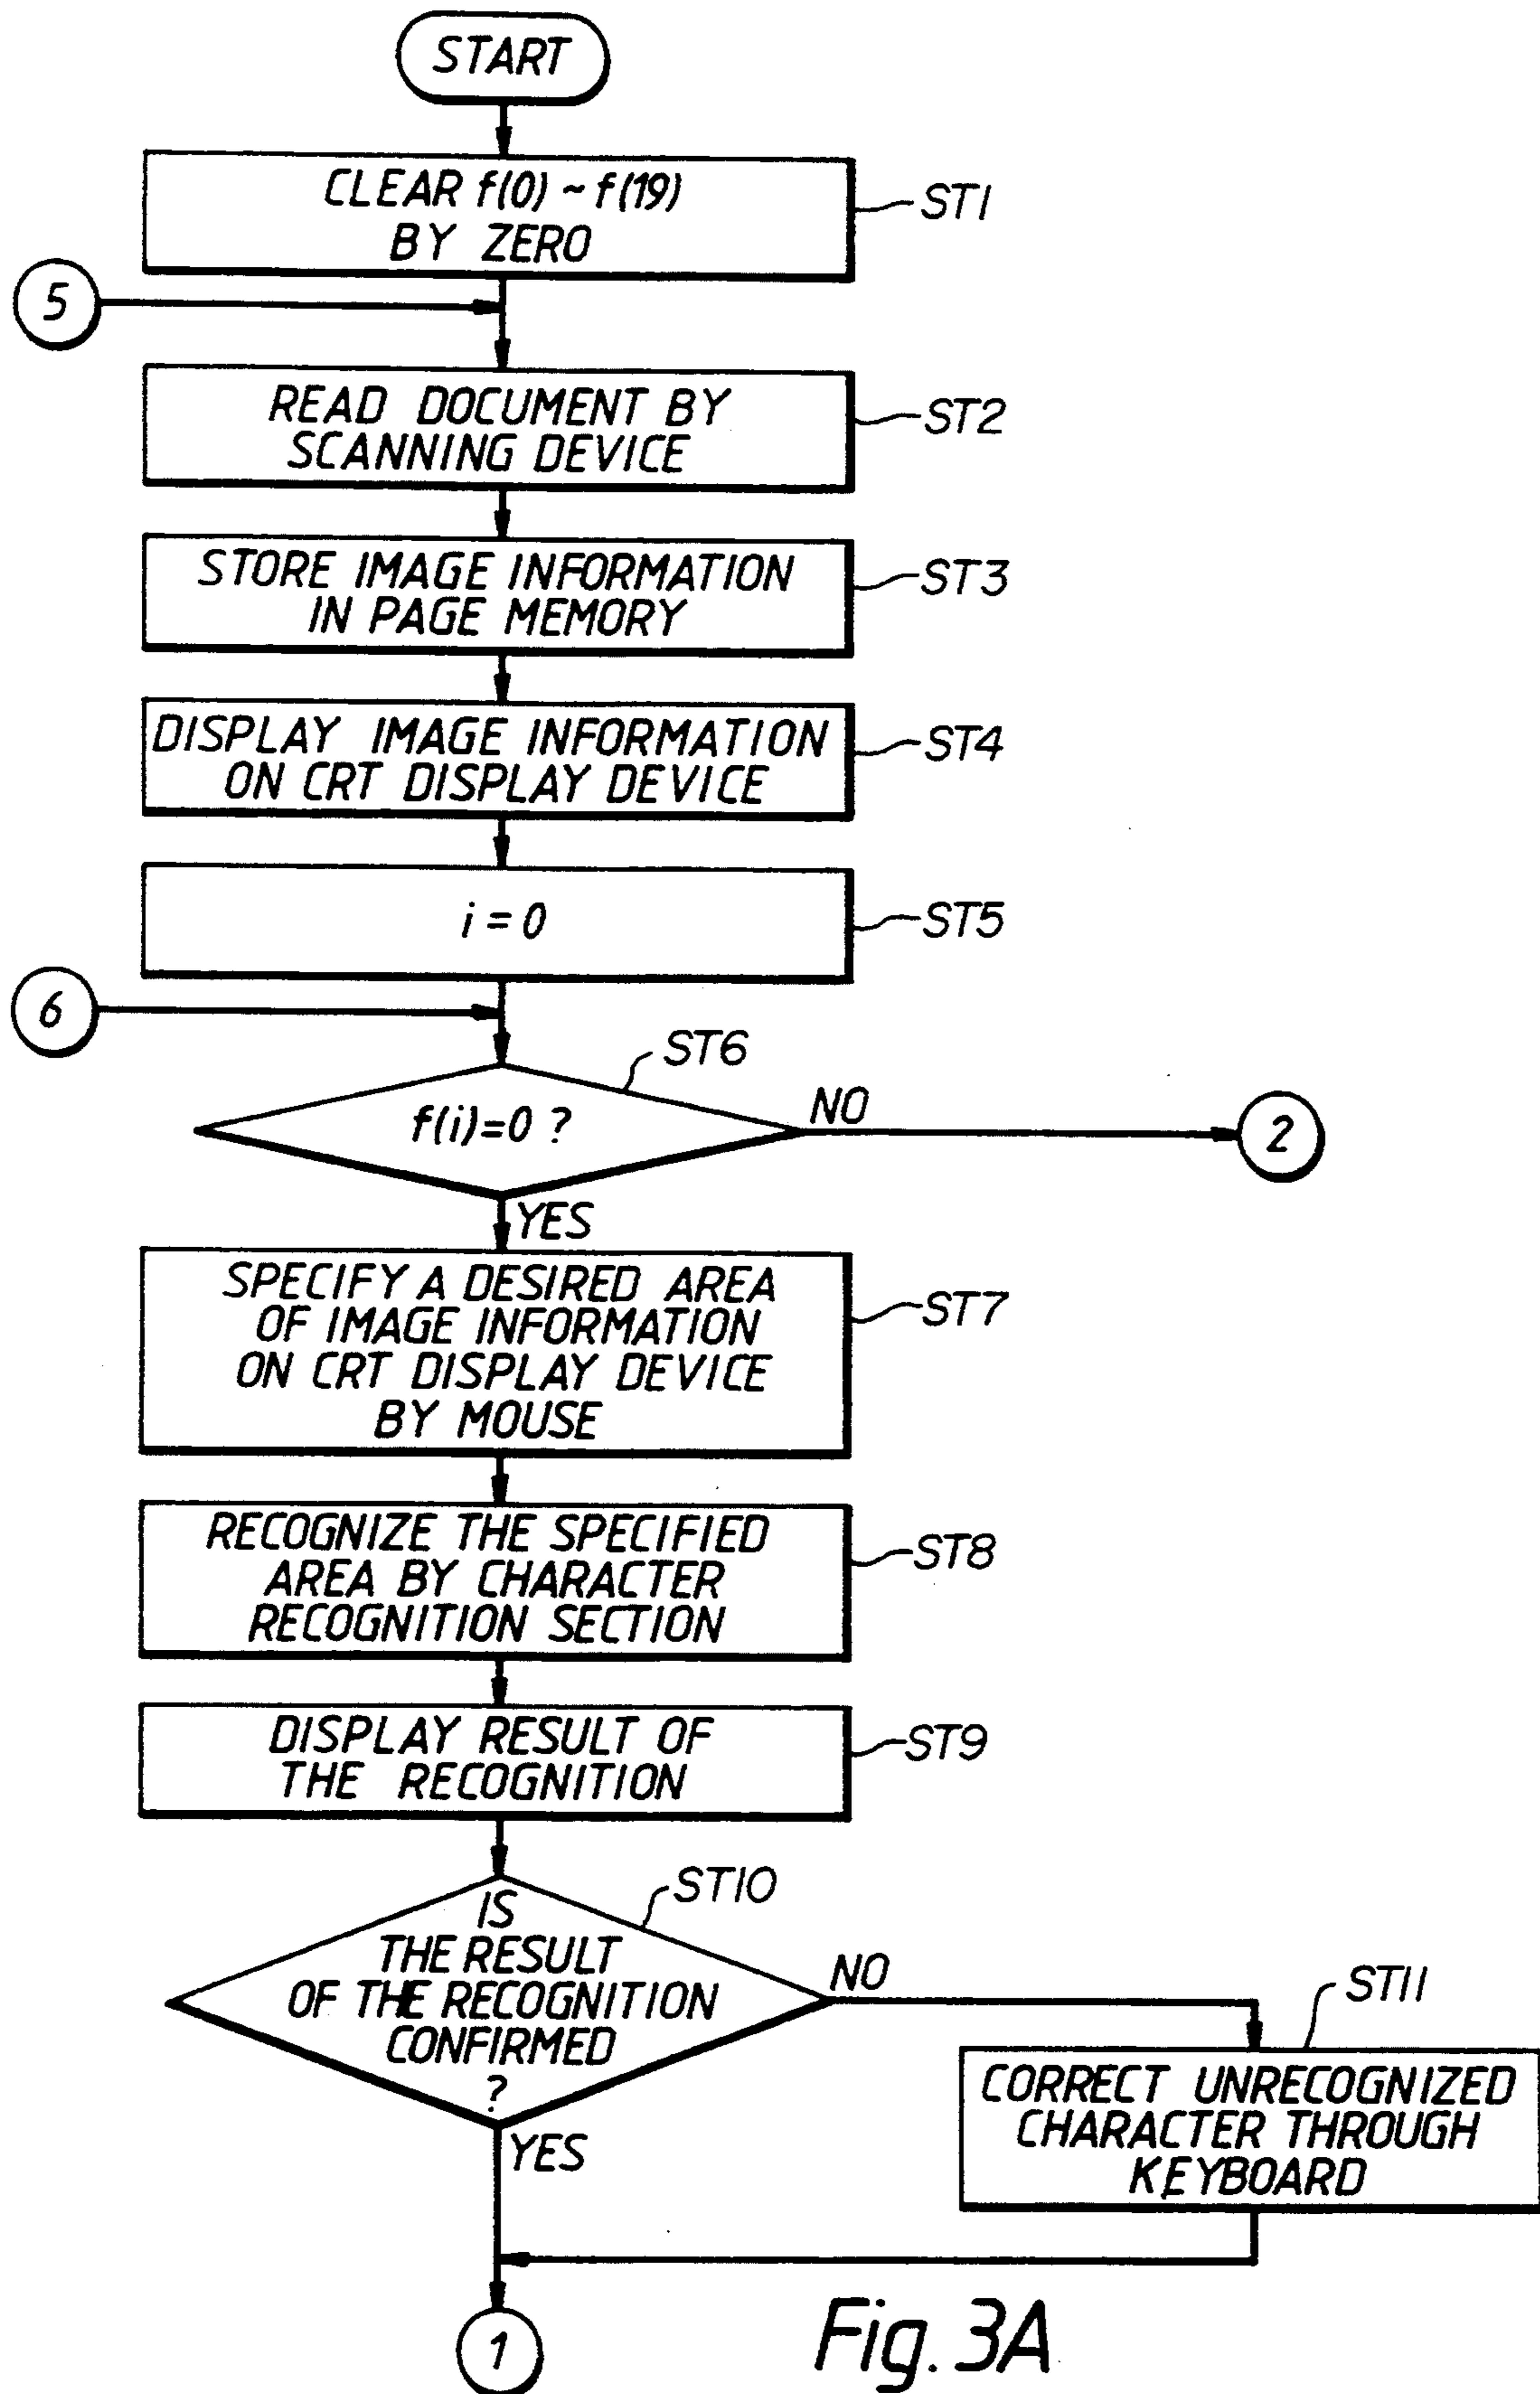 START
CLEAR f(0) ~ f(19)
BY ZERO
ST1
5
READ DOCUMENT BY
SCANNING DEVICE
ST2
STORE IMAGE INFORMATION
IN PAGE MEMORY
ST3
DISPLAY IMAGE INFORMATION
ON CRT DISPLAY DEVICE
ST4
i = 0
ST5
6
ST6
f(i)=0 ?
NO
2
YES
SPECIFY A DESIRED AREA
OF IMAGE INFORMATION
ON CRT DISPLAY DEVICE
BY MOUSE
ST7
RECOGNIZE THE SPECIFIED
AREA BY CHARACTER
RECOGNITION SECTION
ST8
DISPLAY RESULT OF
THE RECOGNITION
ST9
ST10
IS
THE RESULT
OF THE RECOGNITION
CONFIRMED
?
NO
ST11
CORRECT UNRECOGNIZED
CHARACTER THROUGH
KEYBOARD
YES
1
Fig. 3A